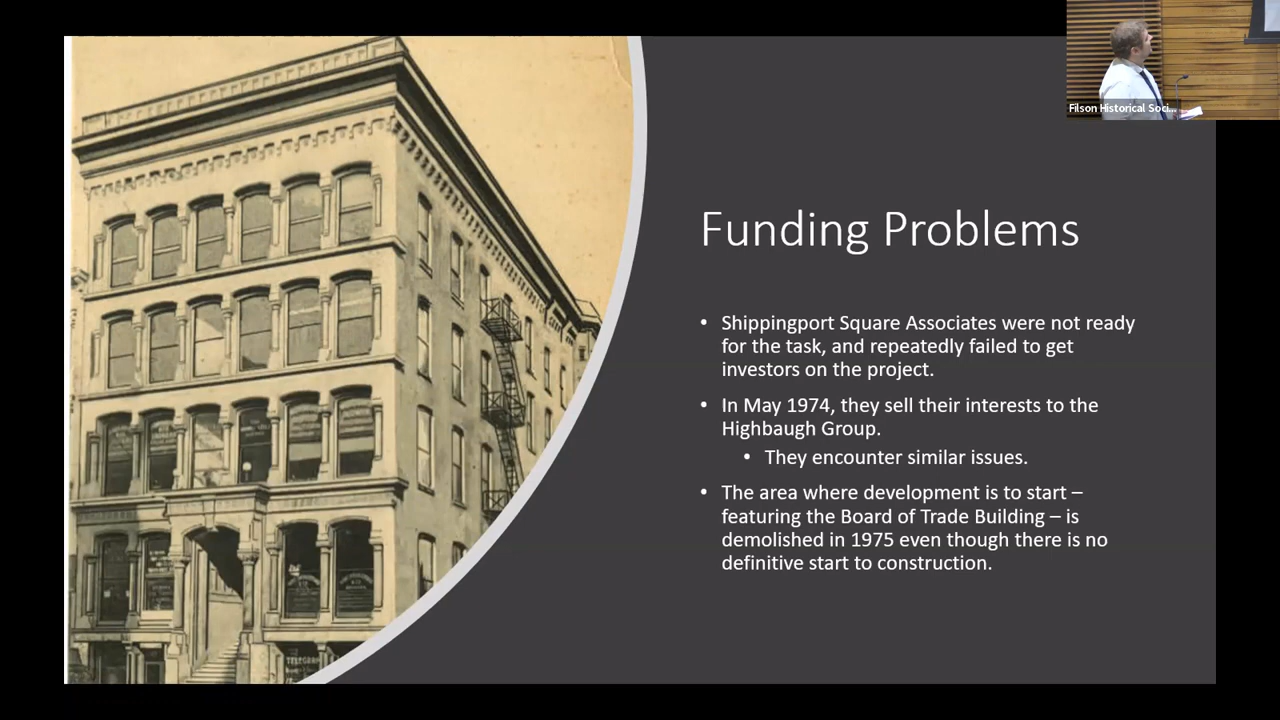 Filson Historical Soci...
Funding Problems
• Shippingport Square Associates were not ready
for the task, and repeatedly failed to get
investors on the project.
• In May 1974, they sell their interests to the
Highbaugh Group.
• They encounter similar issues.
• The area where development is to start –
featuring the Board of Trade Building – is
demolished in 1975 even though there is no
definitive start to construction.